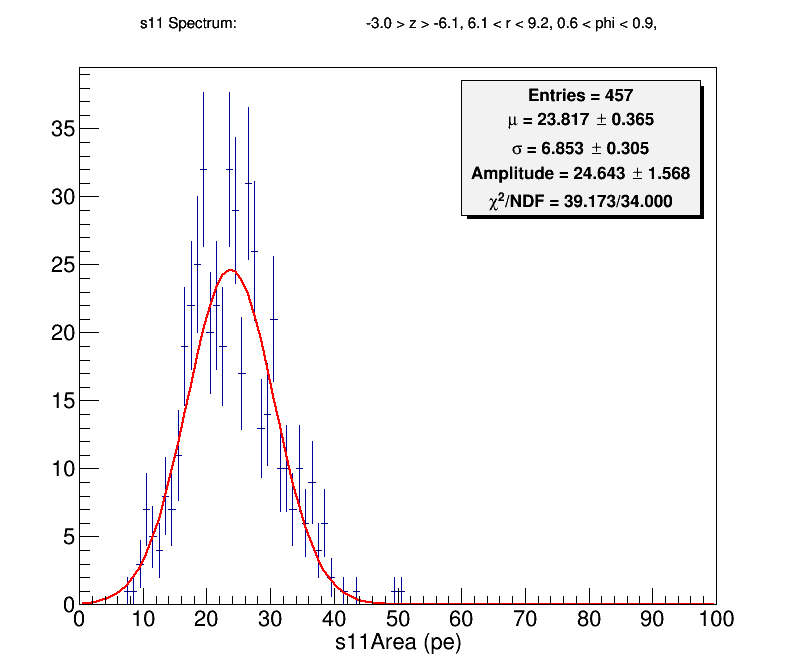 s11 Spectrum: -3.0 > z > -6.1, 6.1 < r < 9.2, 0.6 < phi < 0.9,
Entries = 457
μ = 23.817 ± 0.365
σ = 6.853 ± 0.305
Amplitude = 24.643 ± 1.568
χ²/NDF = 39.173/34.000
35
30
25
20
15
10
5
0
0 10 20 30 40 50 60 70 80 90 100
s11Area (pe)